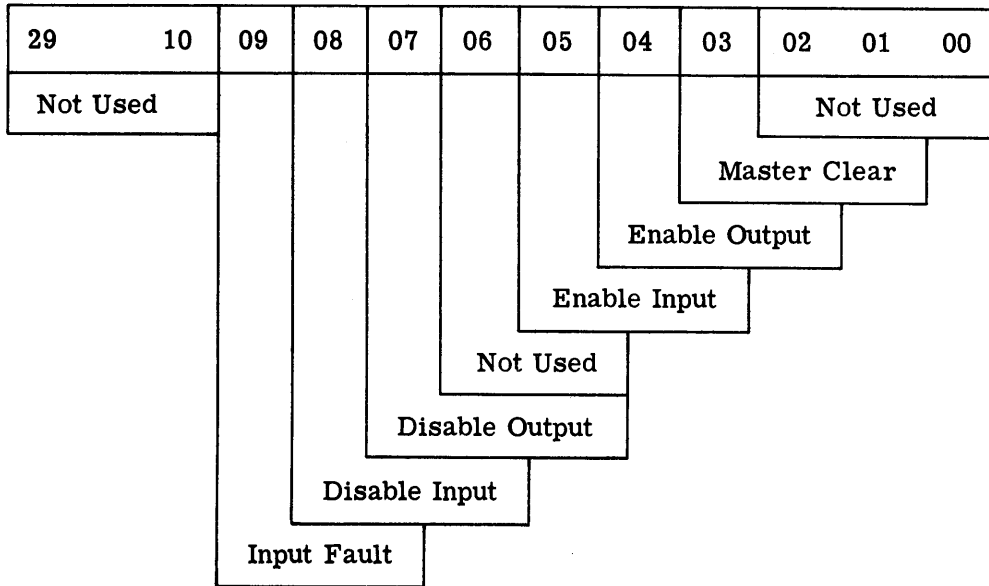 29 10 09 08 07 06 05 04 03 02 01 00
Not Used Not Used
Master Clear
Enable Output
Enable Input
Not Used
Disable Output
Disable Input
Input Fault